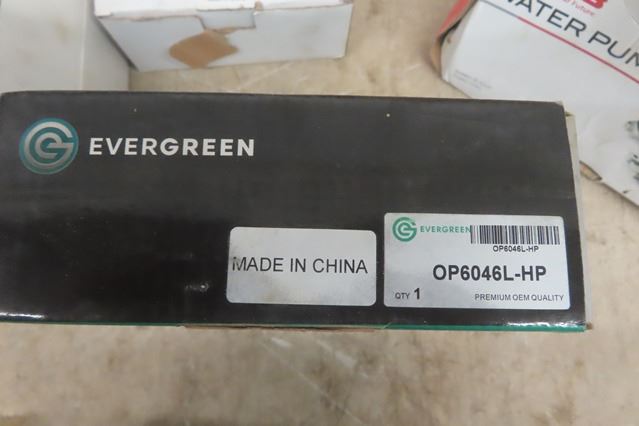 WATER PUM
EVERGREEN
EVERGREEN
OP6046L-HP
MADE IN CHINA
OP6046L-HP
QTY 1
PREMIUM OEM QUALITY